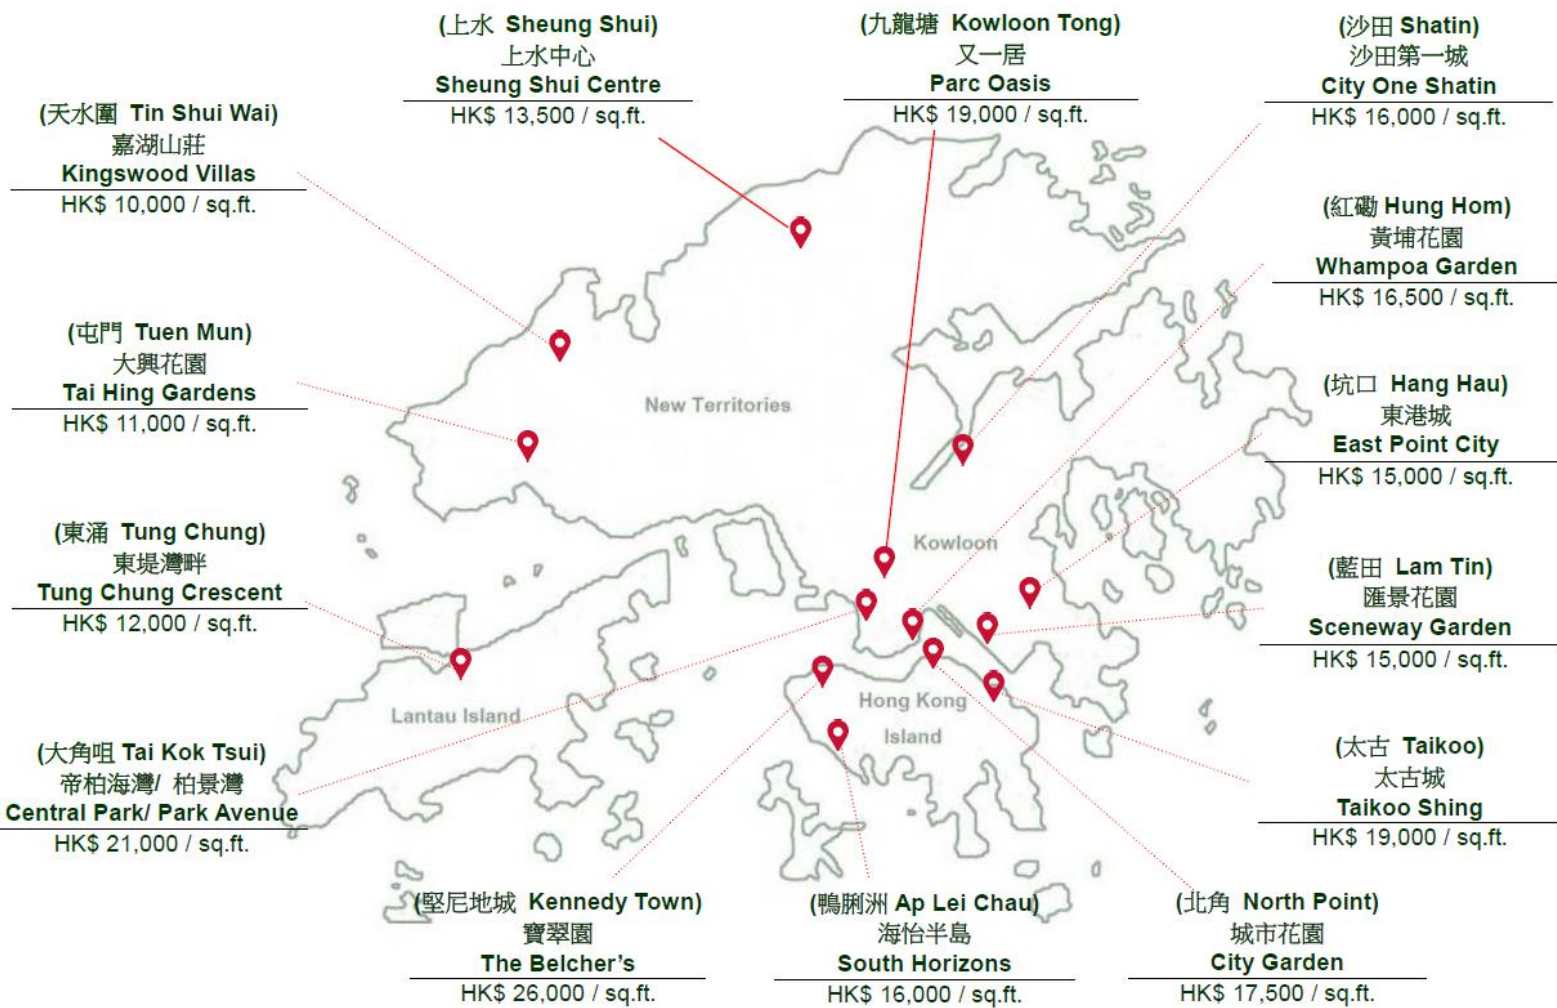 (上水 Sheung Shui)
上水中心
Sheung Shui Centre
HK$ 13,500 / sq.ft.
(九龍塘 Kowloon Tong)
又一居
Parc Oasis
HK$ 19,000 / sq.ft.
(沙田 Shatin)
沙田第一城
City One Shatin
HK$ 16,000 / sq.ft.
(天水圍 Tin Shui Wai)
嘉湖山莊
Kingswood Villas
HK$ 10,000 / sq.ft.
(紅磡 Hung Hom)
黃埔花園
Whampoa Garden
HK$ 16,500 / sq.ft.
(屯門 Tuen Mun)
大興花園
Tai Hing Gardens
HK$ 11,000 / sq.ft.
New Territories
(坑口 Hang Hau)
東港城
East Point City
HK$ 15,000 / sq.ft.
(東涌 Tung Chung)
東堤灣畔
Tung Chung Crescent
HK$ 12,000 / sq.ft.
Kowloon
(藍田 Lam Tin)
匯景花園
Sceneway Garden
HK$ 15,000 / sq.ft.
Lantau Island
Hong Kong
Island
(大角咀 Tai Kok Tsui)
帝柏海灣/ 柏景灣
Central Park/ Park Avenue
HK$ 21,000 / sq.ft.
(太古 Taikoo)
太古城
Taikoo Shing
HK$ 19,000 / sq.ft.
(堅尼地城 Kennedy Town)
寶翠園
The Belcher’s
HK$ 26,000 / sq.ft.
(鴨脷洲 Ap Lei Chau)
海怡半島
South Horizons
HK$ 16,000 / sq.ft.
(北角 North Point)
城市花園
City Garden
HK$ 17,500 / sq.ft.